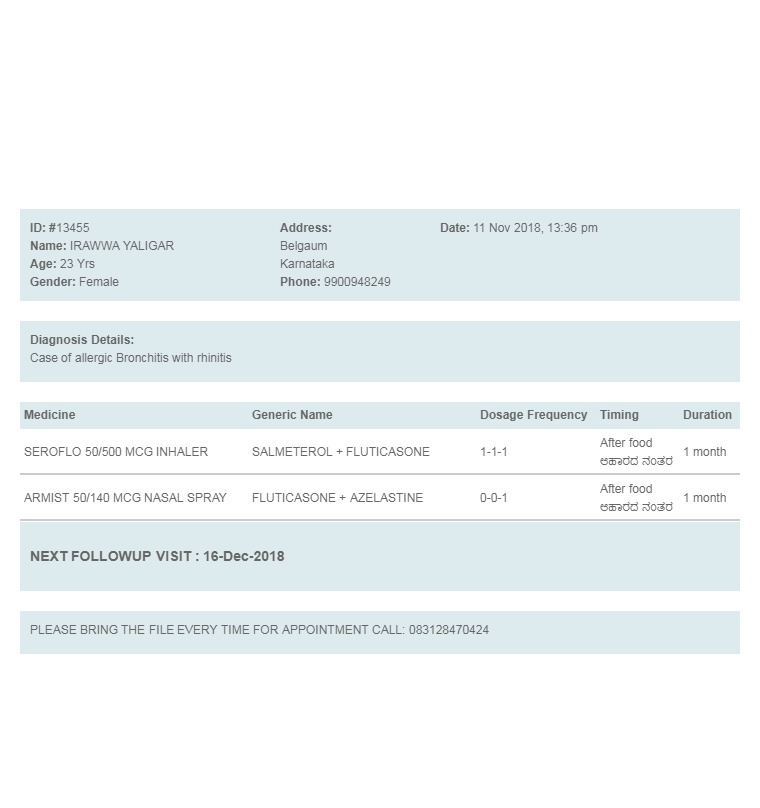 ID: #13455
Name: IRAWWA YALIGAR
Age: 23 Yrs
Gender: Female
Address:
Belgaum
Karnataka
Phone: 9900948249
Date: 11 Nov 2018, 13:36 pm
Diagnosis Details:
Case of allergic Bronchitis with rhinitis
Medicine Generic Name Dosage Frequency Timing Duration
SEROFLO 50/500 MCG INHALER SALMETEROL + FLUTICASONE 1-1-1 After food ಆಹಾರದ ನಂತರ 1 month
ARMIST 50/140 MCG NASAL SPRAY FLUTICASONE + AZELASTINE 0-0-1 After food ಆಹಾರದ ನಂತರ 1 month
NEXT FOLLOWUP VISIT : 16-Dec-2018
PLEASE BRING THE FILE EVERY TIME FOR APPOINTMENT CALL: 083128470424